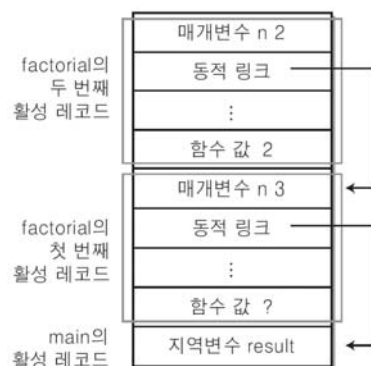 매개변수 n 2
factorial의
두 번째
활성 레코드
동적 링크
⋮
함수 값 2
매개변수 n 3
factorial의
첫 번째
활성 레코드
동적 링크
⋮
함수 값 ?
main의
활성 레코드
지역변수 result